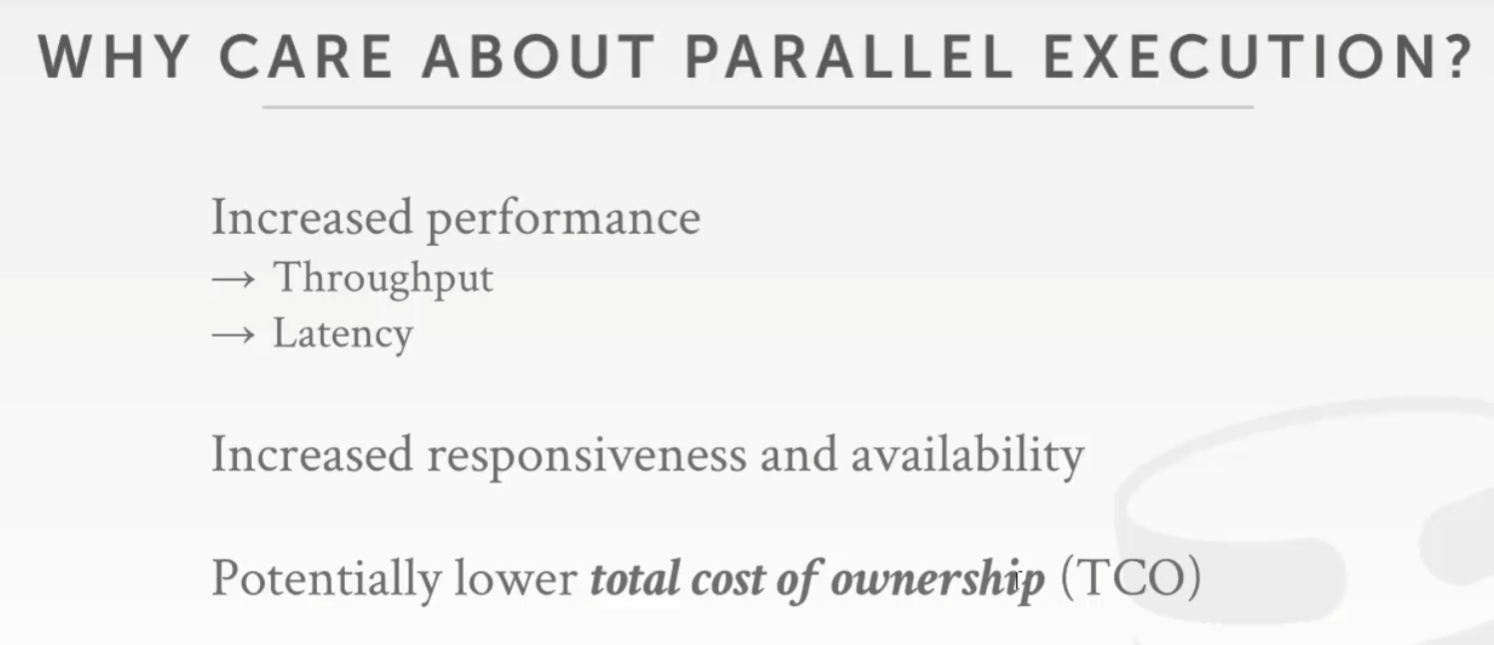 WHY CARE ABOUT PARALLEL EXECUTION?
Increased performance
→ Throughput
→ Latency
Increased responsiveness and availability
Potentially lower total cost of ownership (TCO)